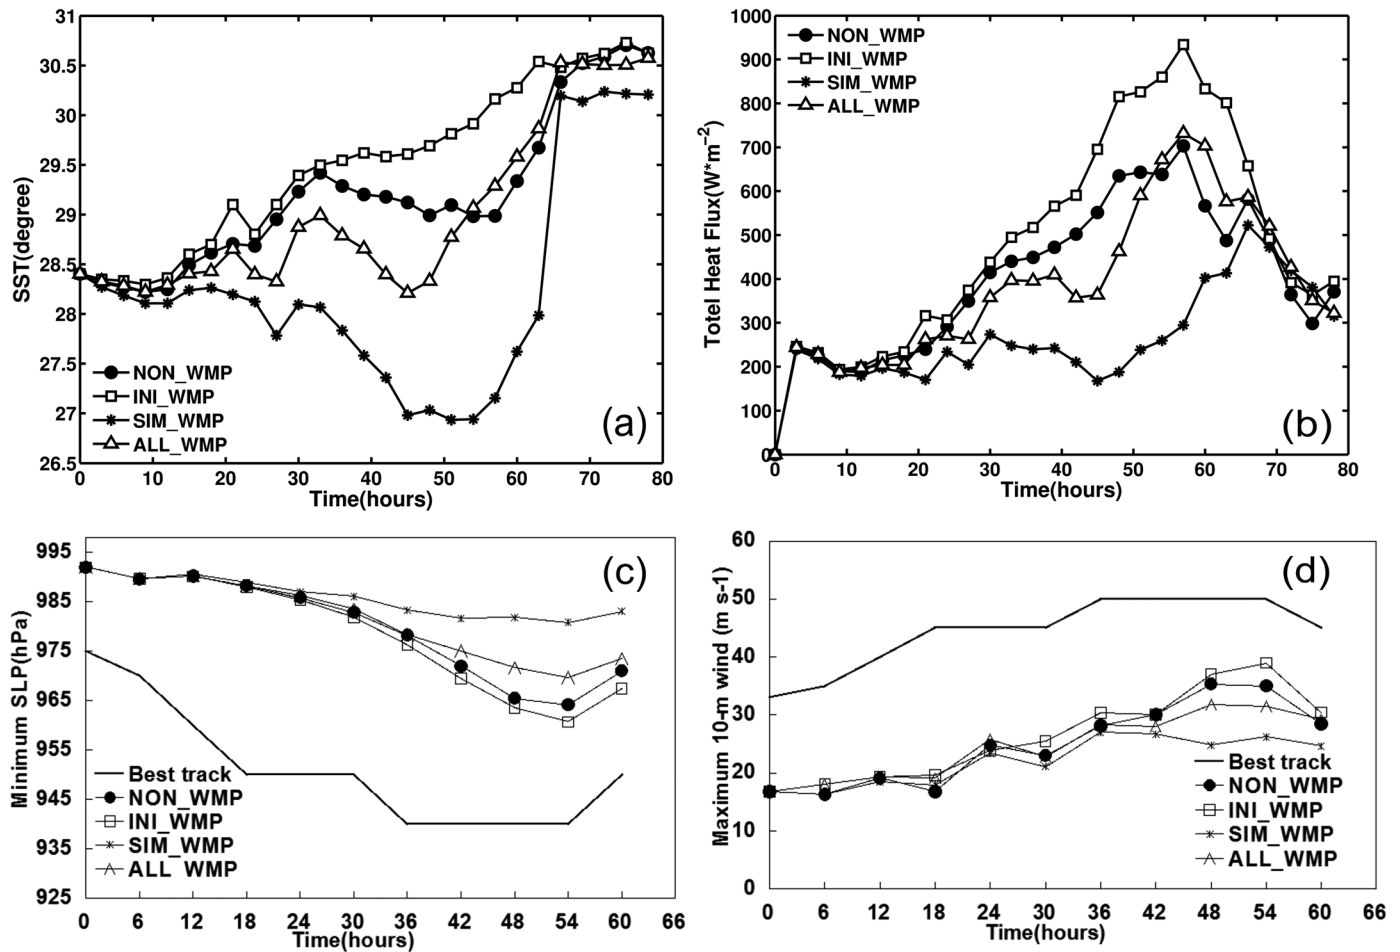 31
30.5
30
29.5
29
28.5
28
27.5
27
26.5
SST(degree)
NON_WMP
INI_WMP
SIM_WMP
ALL_WMP
(a)
0 10 20 30 40 50 60 70 80
Time(hours)
1000
900
800
700
600
500
400
300
200
100
0
Totel Heat Flux(W*m−2)
NON_WMP
INI_WMP
SIM_WMP
ALL_WMP
(b)
0 10 20 30 40 50 60 70 80
Time(hours)
995
985
975
965
955
945
935
925
Minimum SLP(hPa)
(c)
Best track
NON_WMP
INI_WMP
SIM_WMP
ALL_WMP
0 6 12 18 24 30 36 42 48 54 60 66
Time(hours)
60
50
40
30
20
10
0
Maximum 10-m wind (m s-1)
(d)
Best track
NON_WMP
INI_WMP
SIM_WMP
ALL_WMP
0 6 12 18 24 30 36 42 48 54 60 66
Time(hours)